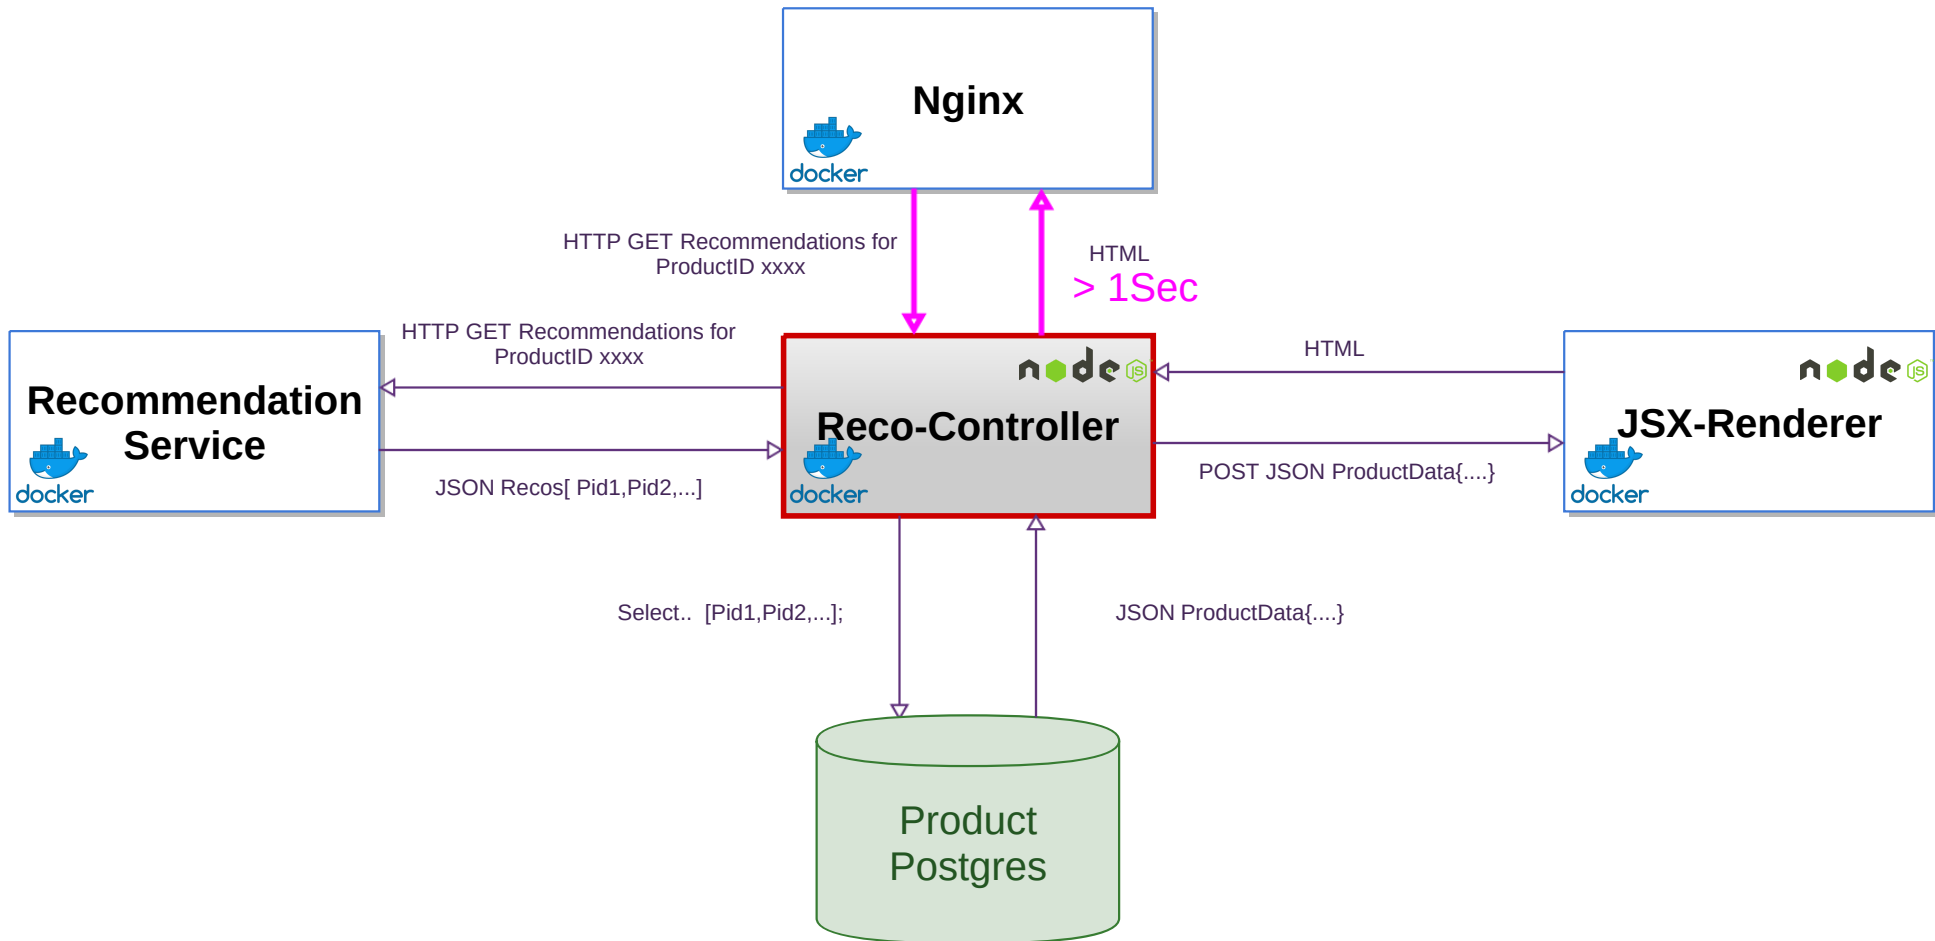 Nginx
docker
HTTP GET Recommendations for
ProductID xxxx
HTML
> 1Sec
HTTP GET Recommendations for
ProductID xxxx
Recommendation
Service
docker
JSON Recos[ Pid1,Pid2,...]
node JS
Reco-Controller
docker
HTML
POST JSON ProductData{....}
node JS
JSX-Renderer
docker
Select..  [Pid1,Pid2,...];
JSON ProductData{....}
Product
Postgres